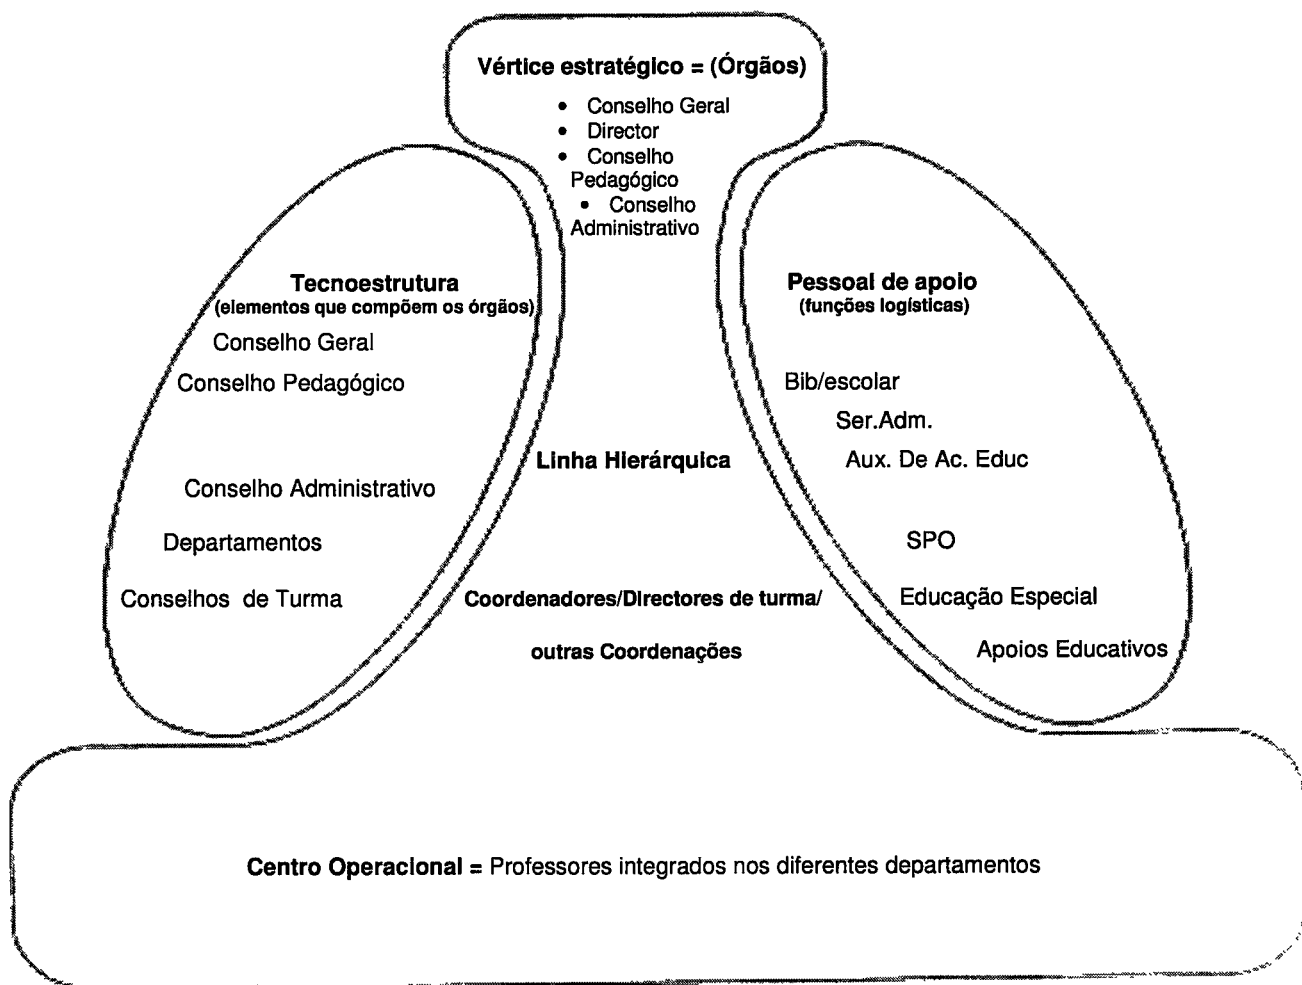 Vértice estratégico = (Órgãos)
• Conselho Geral
• Director
• Conselho
Pedagógico
• Conselho
Administrativo
Tecnoestrutura
(elementos que compõem os órgãos)
Conselho Geral
Conselho Pedagógico
Conselho Administrativo
Departamentos
Conselhos de Turma
Linha Hierárquica
Coordenadores/Directores de turma/
outras Coordenações
Pessoal de apoio
(funções logísticas)
Bib/escolar
Ser.Adm.
Aux. De Ac. Educ
SPO
Educação Especial
Apoios Educativos
Centro Operacional = Professores integrados nos diferentes departamentos